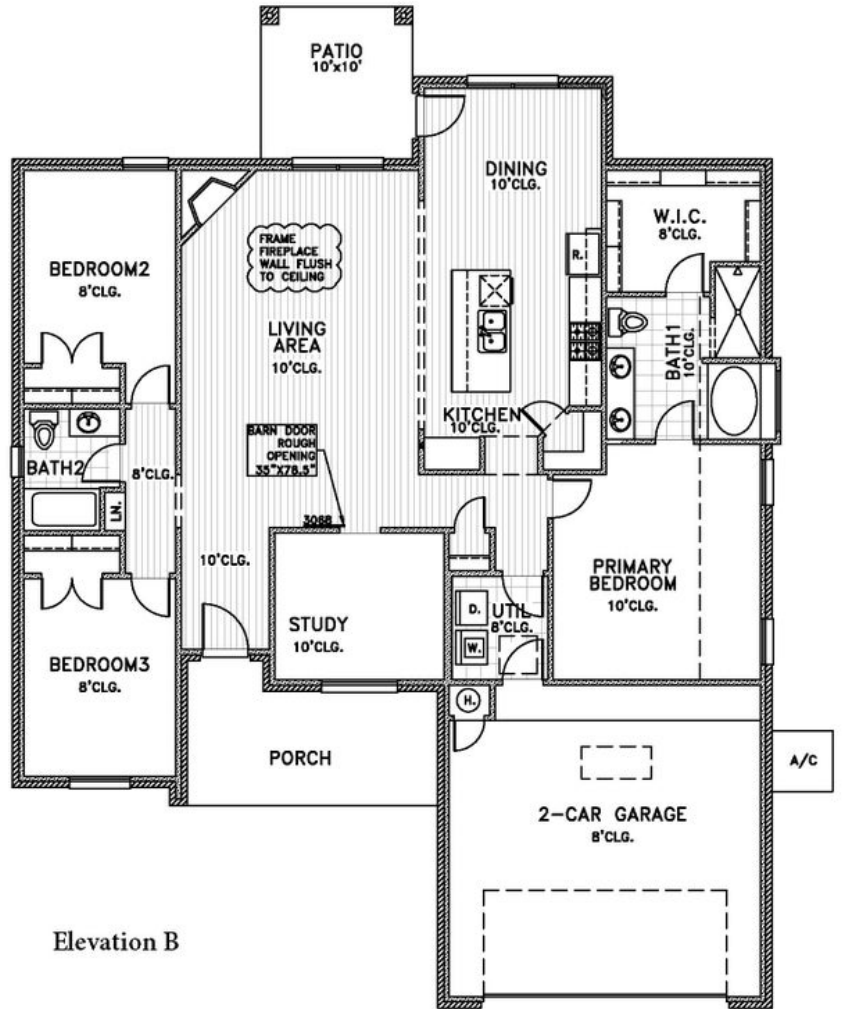 PATIO
10'x10'
DINING
10'CLG.
W.I.C.
8'CLG.
FRAME
FIREPLACE
WALL FLUSH
TO CEILING
R.
BEDROOM2
8'CLG.
LIVING
AREA
10'CLG.
BATH1
10'CLG.
KITCHEN
10'CLG.
BARN DOOR
ROUGH
OPENING
35"X78.5"
BATH2
8'CLG.
LN.
3068
10'CLG.
PRIMARY
BEDROOM
10'CLG.
STUDY
10'CLG.
D.
UTIL
8'CLG.
W.
BEDROOM3
8'CLG.
H.
PORCH
A/C
2-CAR GARAGE
8'CLG.
Elevation B